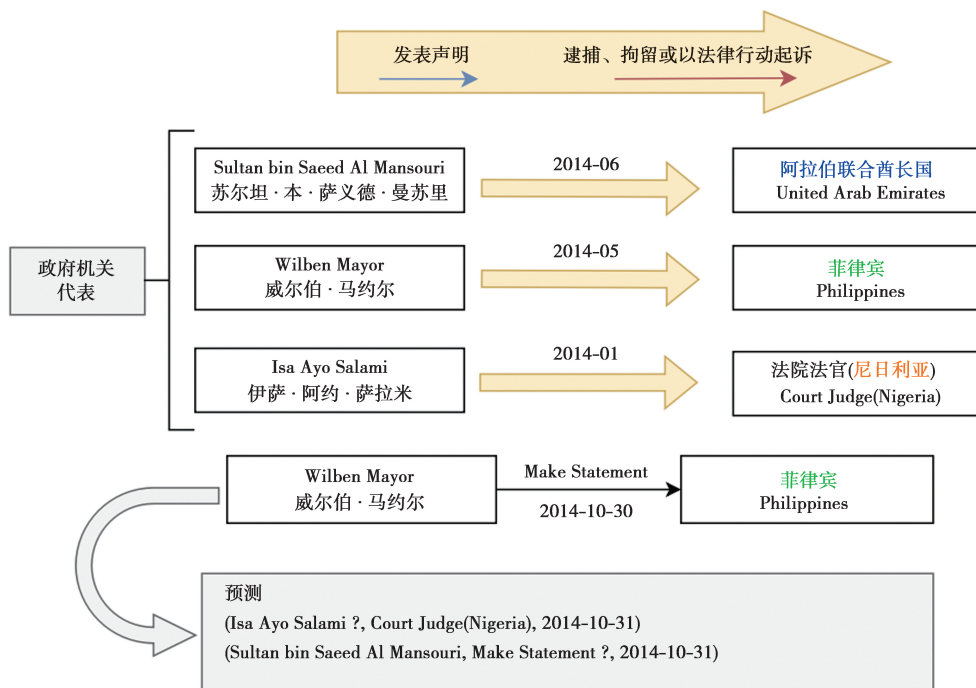 发表声明
逮捕、拘留或以法律行动起诉
政府机关
代表
Sultan bin Saeed Al Mansouri
苏尔坦·本·萨义德·曼苏里
2014-06
阿拉伯联合酋长国
United Arab Emirates
Wilben Mayor
威尔伯·马约尔
2014-05
菲律宾
Philippines
Isa Ayo Salami
伊萨·阿约·萨拉米
2014-01
法院法官(尼日利亚)
Court Judge(Nigeria)
Wilben Mayor
威尔伯·马约尔
Make Statement
2014-10-30
菲律宾
Philippines
预测
(Isa Ayo Salami ?, Court Judge(Nigeria), 2014-10-31)
(Sultan bin Saeed Al Mansouri, Make Statement ?, 2014-10-31)